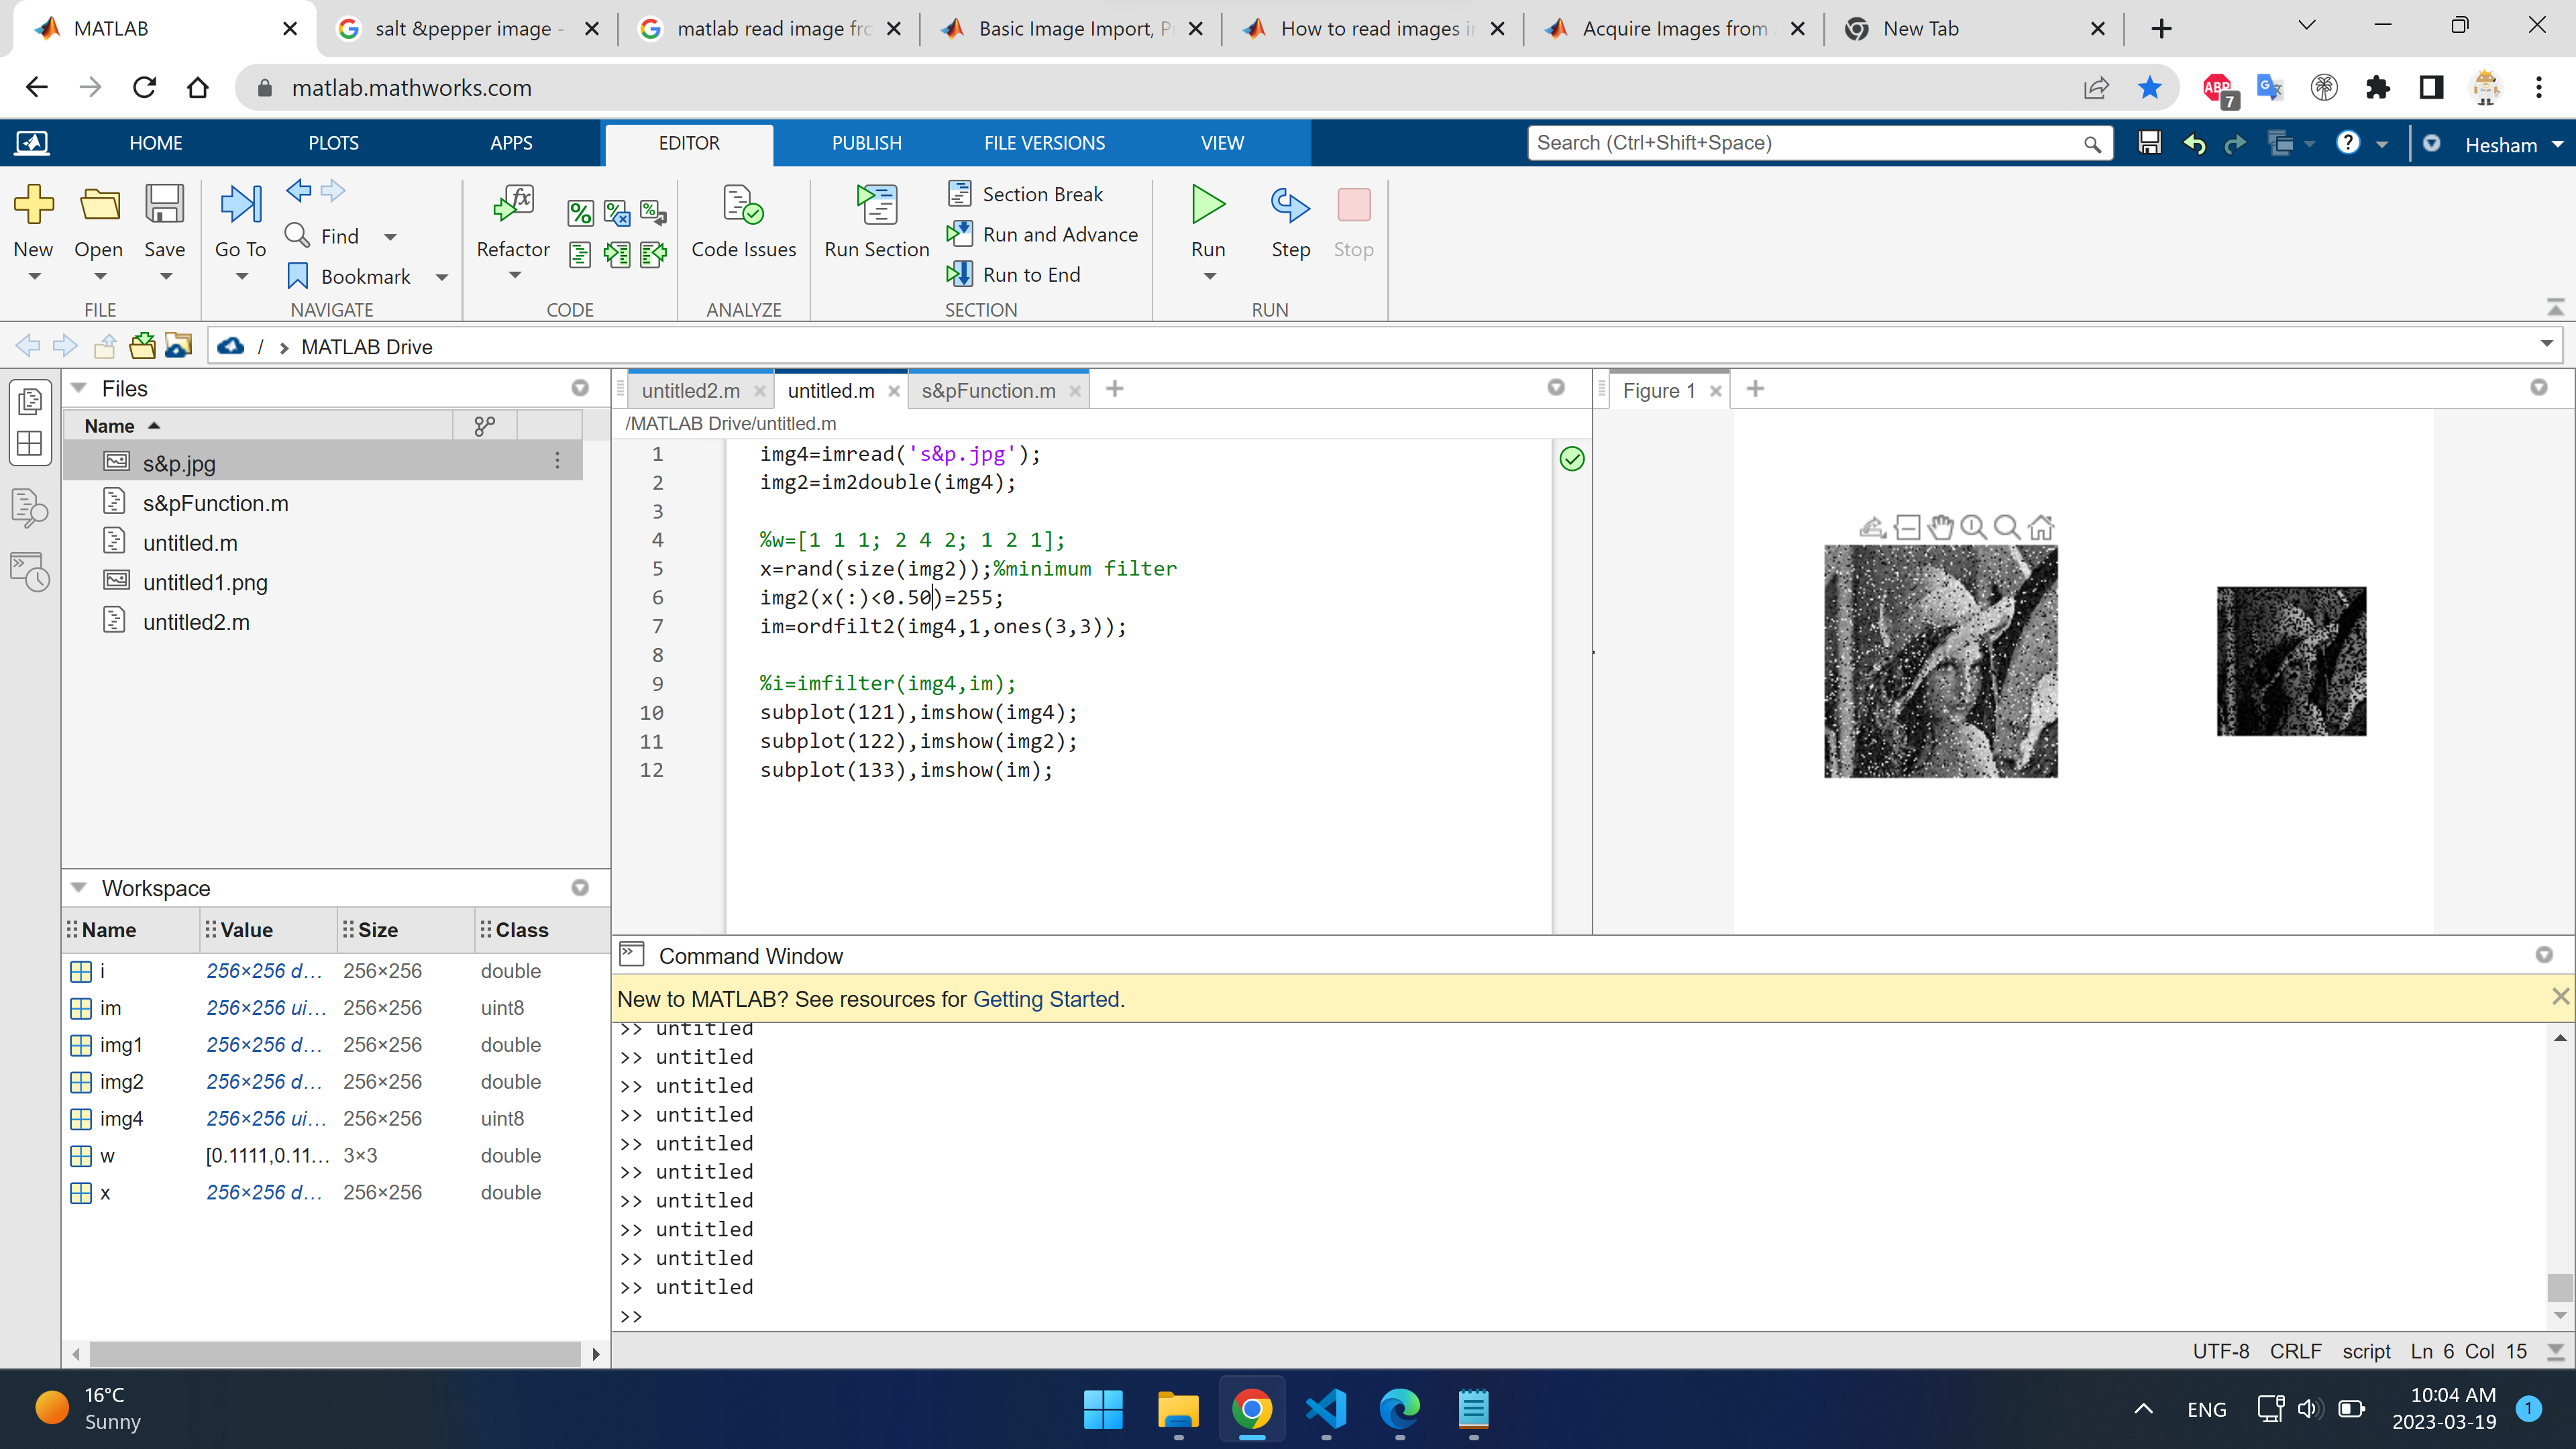 MATLAB
salt &pepper image -
matlab read image fro
Basic Image Import, P
How to read images i
Acquire Images from
New Tab
matlab.mathworks.com
ABP
7
HOME
PLOTS
APPS
EDITOR
PUBLISH
FILE VERSIONS
VIEW
Search (Ctrl+Shift+Space)
Hesham
New
Open
Save
FILE
Go To
Find
Bookmark
NAVIGATE
Refactor
CODE
Code Issues
ANALYZE
Run Section
Section Break
Run and Advance
Run to End
SECTION
Run
Step
Stop
RUN
/ MATLAB Drive
Files
Name
s&p.jpg
s&pFunction.m
untitled.m
untitled1.png
untitled2.m
untitled2.m
untitled.m
s&pFunction.m
/MATLAB Drive/untitled.m
1 img4=imread('s&p.jpg');
2 img2=im2double(img4);
3
4 %w=[1 1 1; 2 4 2; 1 2 1];
5 x=rand(size(img2));%minimum filter
6 img2(x(:)<0.50)=255;
7 im=ordfilt2(img4,1,ones(3,3));
8
9 %i=imfilter(img4,im);
10 subplot(121),imshow(img4);
11 subplot(122),imshow(img2);
12 subplot(133),imshow(im);
Figure 1
Workspace
Name Value Size Class
i 256×256 d... 256×256 double
im 256×256 ui... 256×256 uint8
img1 256×256 d... 256×256 double
img2 256×256 d... 256×256 double
img4 256×256 ui... 256×256 uint8
w [0.1111,0.11... 3×3 double
x 256×256 d... 256×256 double
Command Window
New to MATLAB? See resources for Getting Started.
>> untitled
>> untitled
>> untitled
>> untitled
>> untitled
>> untitled
>> untitled
>> untitled
>> untitled
>> untitled
>>
UTF-8 CRLF script Ln 6 Col 15
16°C
Sunny
ENG
10:04 AM
2023-03-19
1